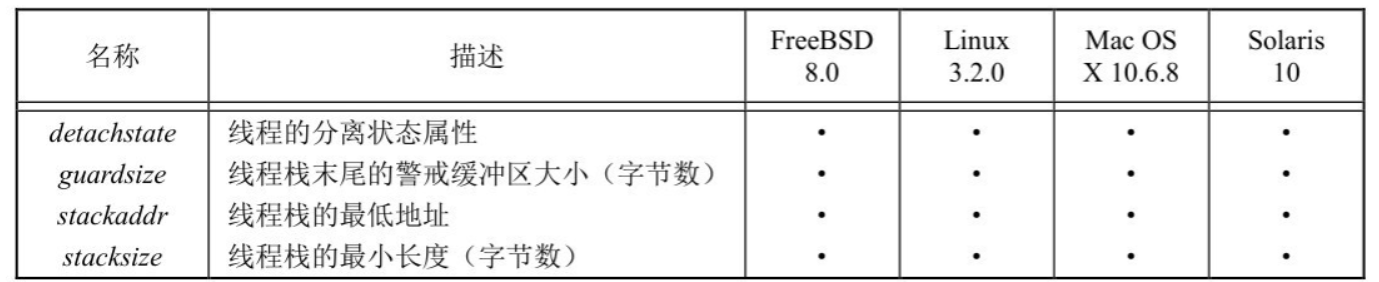 名称 描述 FreeBSD 8.0 Linux 3.2.0 Mac OS X 10.6.8 Solaris 10
detachstate 线程的分离状态属性 • • • •
guardsize 线程栈末尾的警戒缓冲区大小（字节数） • • • •
stackaddr 线程栈的最低地址 • • • •
stacksize 线程栈的最小长度（字节数） • • • •